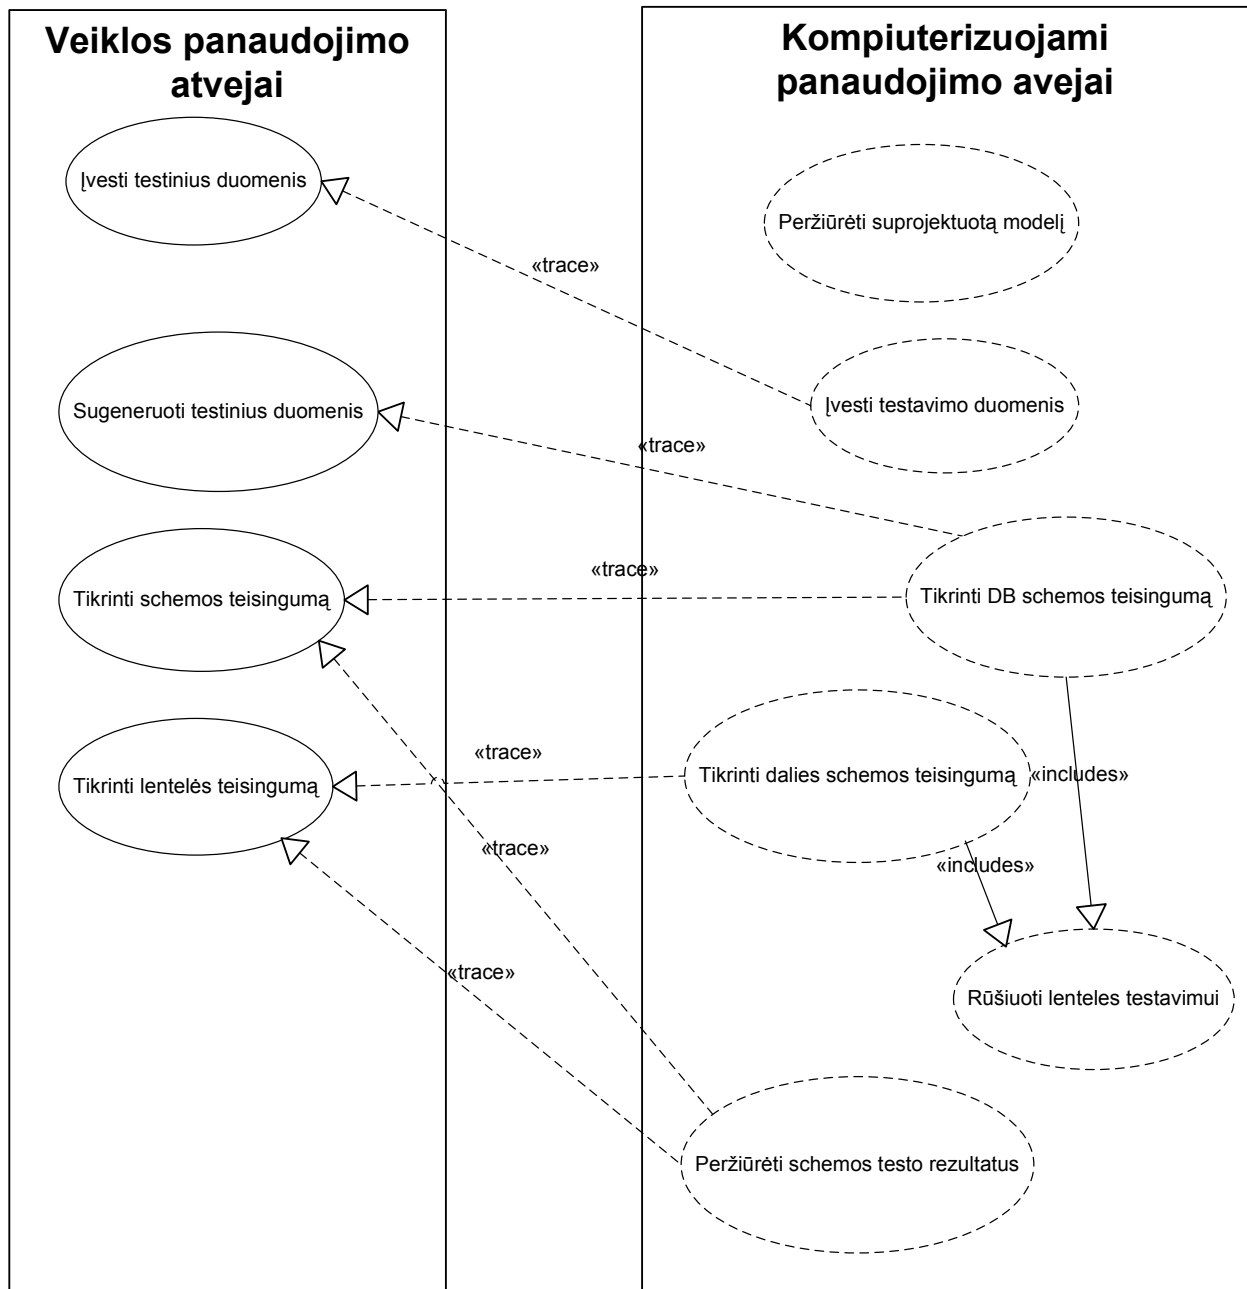 Veiklos panaudojimo
atvejai
Įvesti testinius duomenis
Sugeneruoti testinius duomenis
Tikrinti schemos teisingumą
Tikrinti lentelės teisingumą
«trace»
«trace»
«trace»
«trace»
«trace»
«trace»
Kompiuterizuojami
panaudojimo avejai
Peržiūrėti suprojektuotą modelį
Įvesti testavimo duomenis
Tikrinti DB schemos teisingumą
Tikrinti dalies schemos teisingumą
«includes»
«includes»
Rūšiuoti lenteles testavimui
Peržiūrėti schemos testo rezultatus